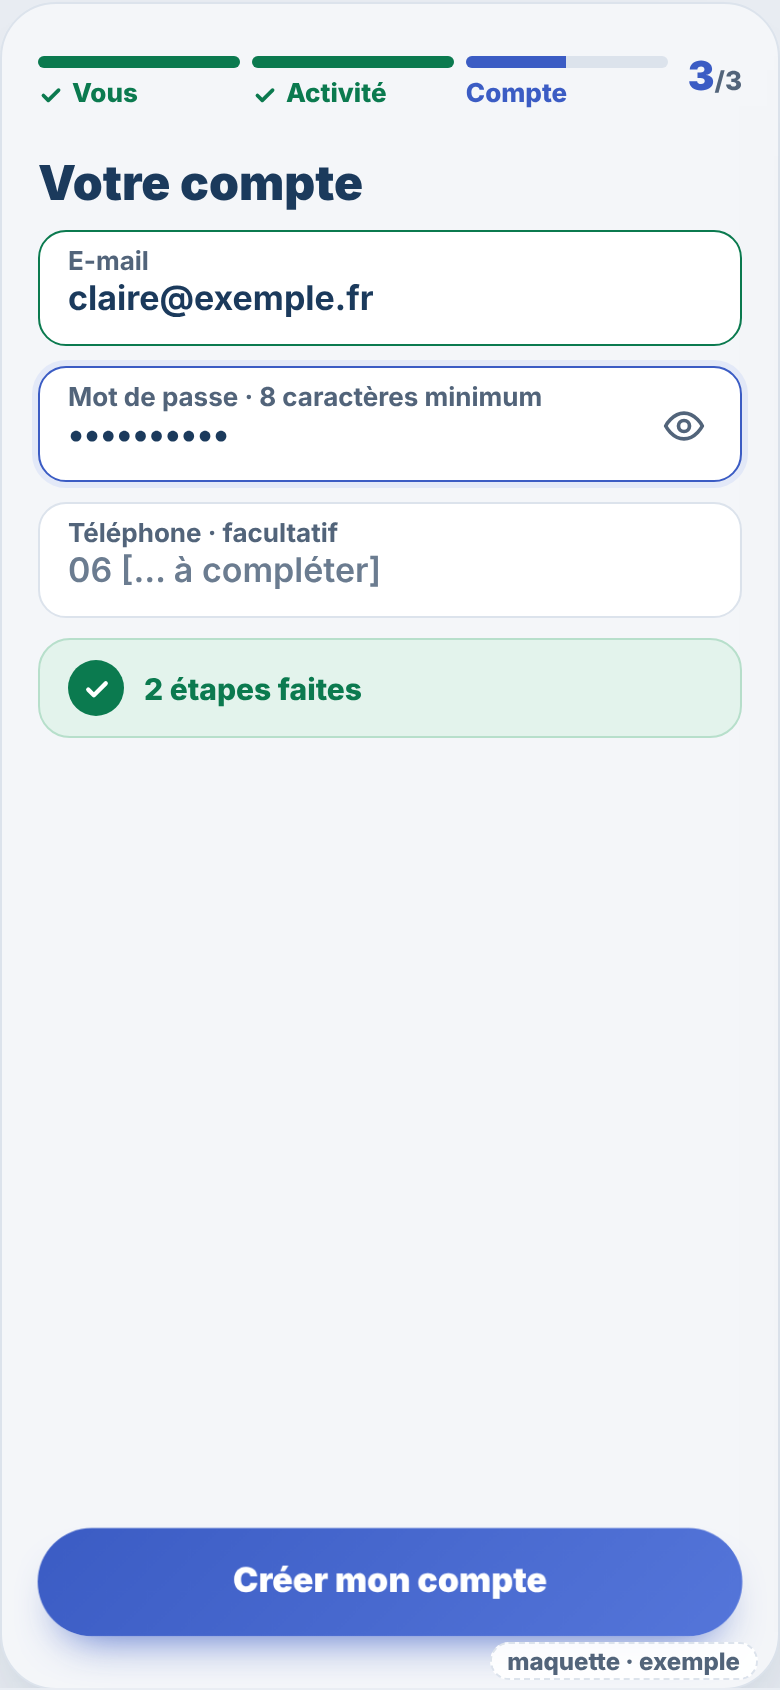 Vous
Activité
Compte
3/3
Votre compte
E-mail
claire@exemple.fr
Mot de passe · 8 caractères minimum
••••••••••
Téléphone · facultatif
06 [... à compléter]
2 étapes faites
Créer mon compte
maquette · exemple